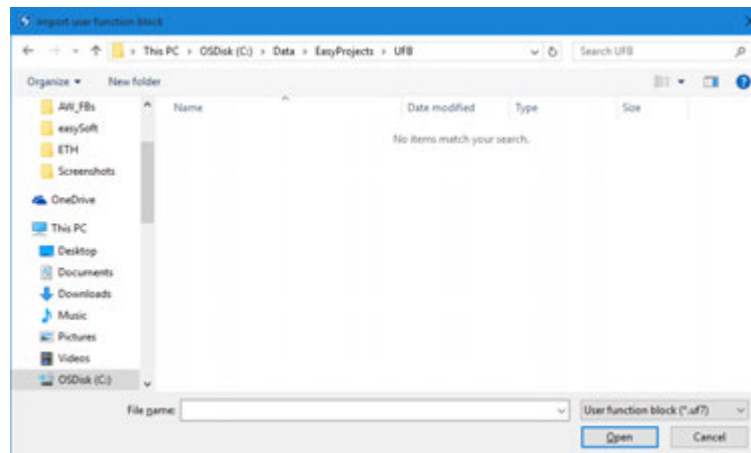 Import user function block
This PC > OSDisk (C:) > Data > EasyProjects > UFB
Search UFB
Organize
New folder
Name
Date modified
Type
Size
No items match your search.
AW_FBs
easySoft
ETH
Screenshots
OneDrive
This PC
Desktop
Documents
Downloads
Music
Pictures
Videos
OSDisk (C:)
File name:
User function block (*.uf7)
Open
Cancel